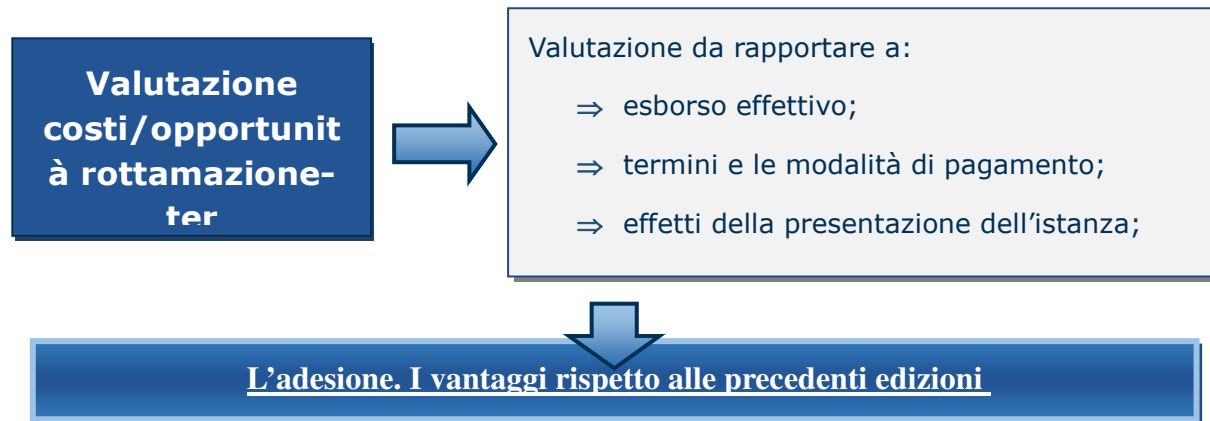 Valutazione
costi/opportunit
à rottamazione-
ter
Valutazione da rapportare a:
⇒ esborso effettivo;
⇒ termini e le modalità di pagamento;
⇒ effetti della presentazione dell’istanza;
L’adesione. I vantaggi rispetto alle precedenti edizioni